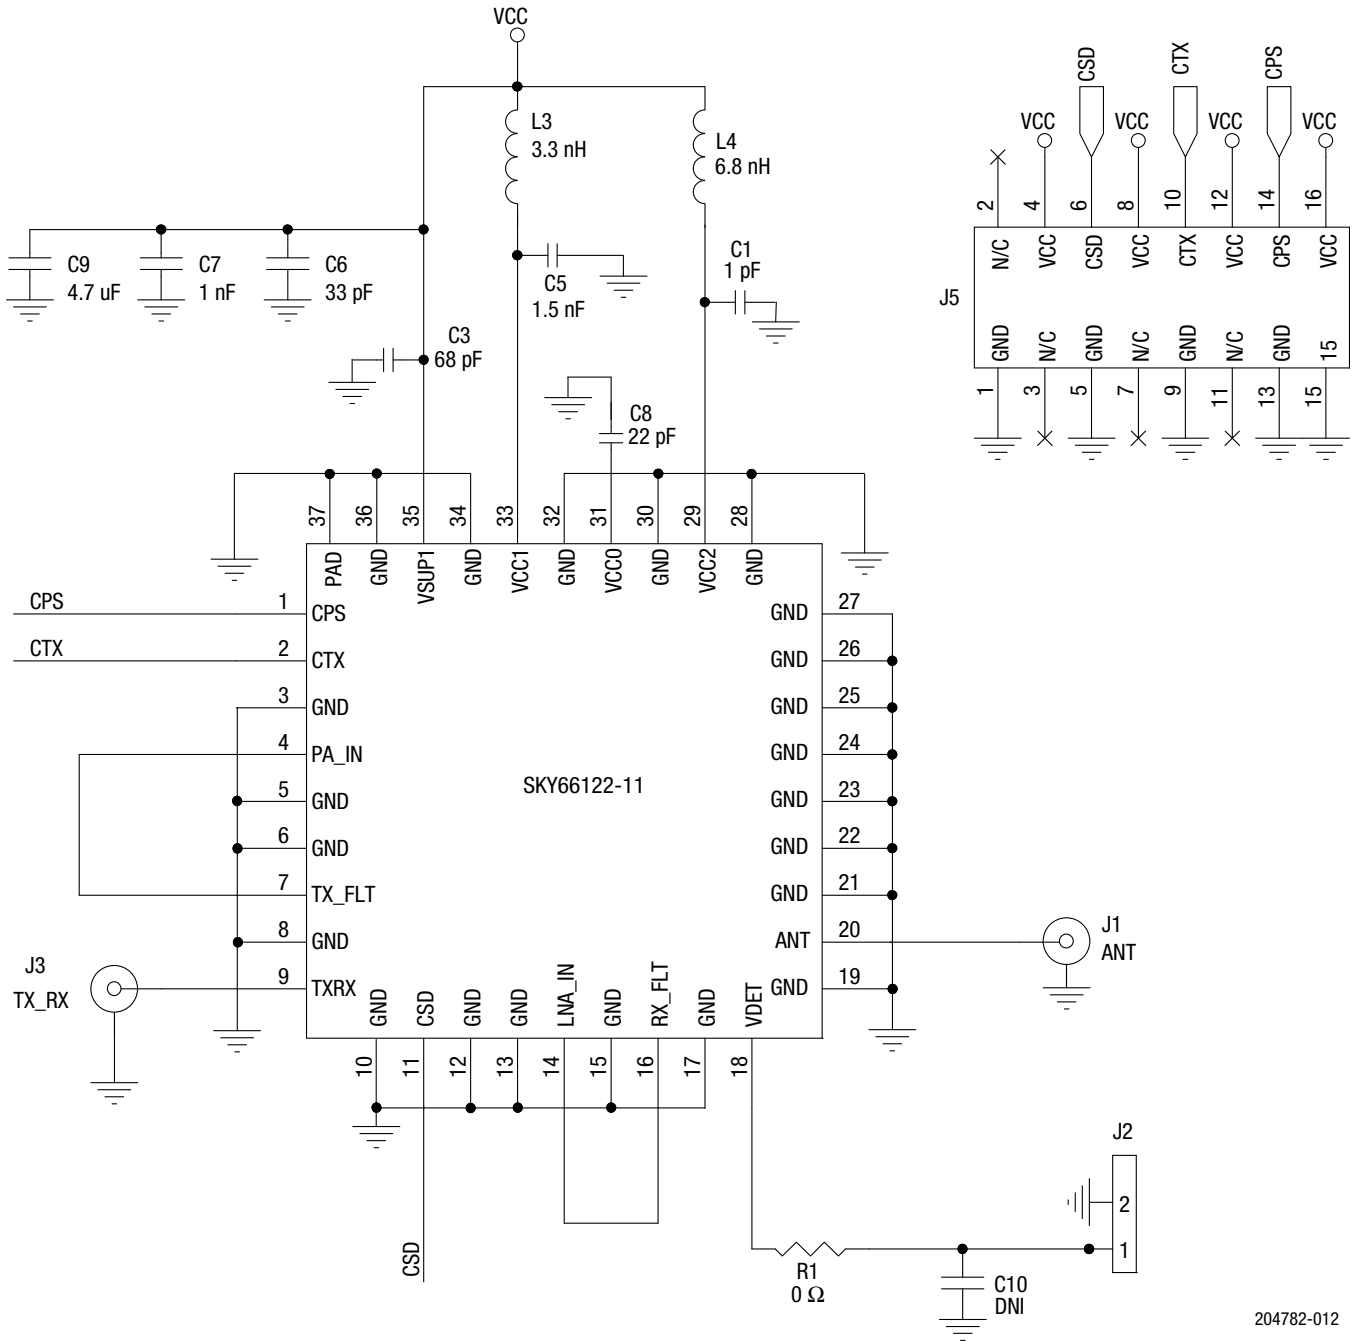 VCC
L3
3.3 nH
L4
6.8 nH
C9
4.7 uF
C7
1 nF
C6
33 pF
C5
1.5 nF
C1
1 pF
C3
68 pF
C8
22 pF
CSD
CTX
CPS
VCC
VCC
VCC
VCC
2 4 6 8 10 12 14 16
N/C VCC CSD VCC CTX VCC CPS VCC
J5
GND N/C GND N/C GND N/C GND 15
1 3 5 7 9 11 13 15
37 36 35 34 33 32 31 30 29 28
PAD GND VSUP1 GND VCC1 GND VCC0 GND VCC2 GND
CPS 1 CPS
CTX 2 CTX
3 GND
4 PA_IN
5 GND
6 GND
7 TX_FLT
8 GND
9 TXRX
J3
TX_RX
SKY66122-11
GND 27
GND 26
GND 25
GND 24
GND 23
GND 22
GND 21
ANT 20
GND 19
J1
ANT
GND CSD GND GND LNA_IN GND RX_FLT GND VDET
10 11 12 13 14 15 16 17 18
CSD
R1
0 Ω
C10
DNI
J2
2
1
204782-012